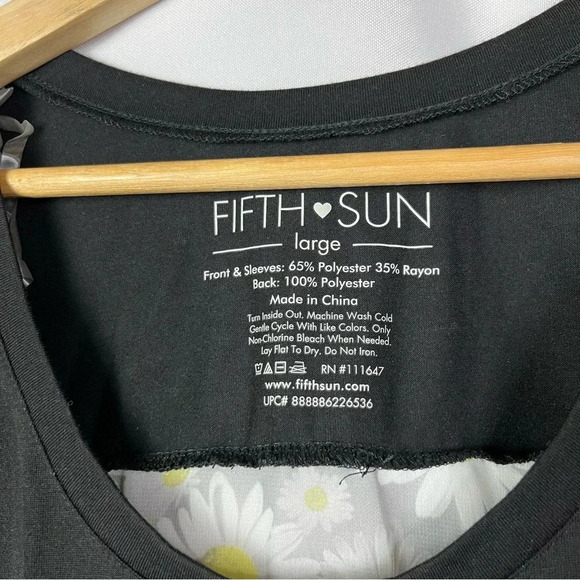 FIFTH SUN
large
Front & Sleeves: 65% Polyester 35% Rayon
Back: 100% Polyester
Made in China
Turn Inside Out. Machine Wash Cold
Gentle Cycle With Like Colors. Only
Non-Chlorine Bleach When Needed.
Lay Flat To Dry. Do Not Iron.
RN #111647
www.fifthsun.com
UPC# 888886226536